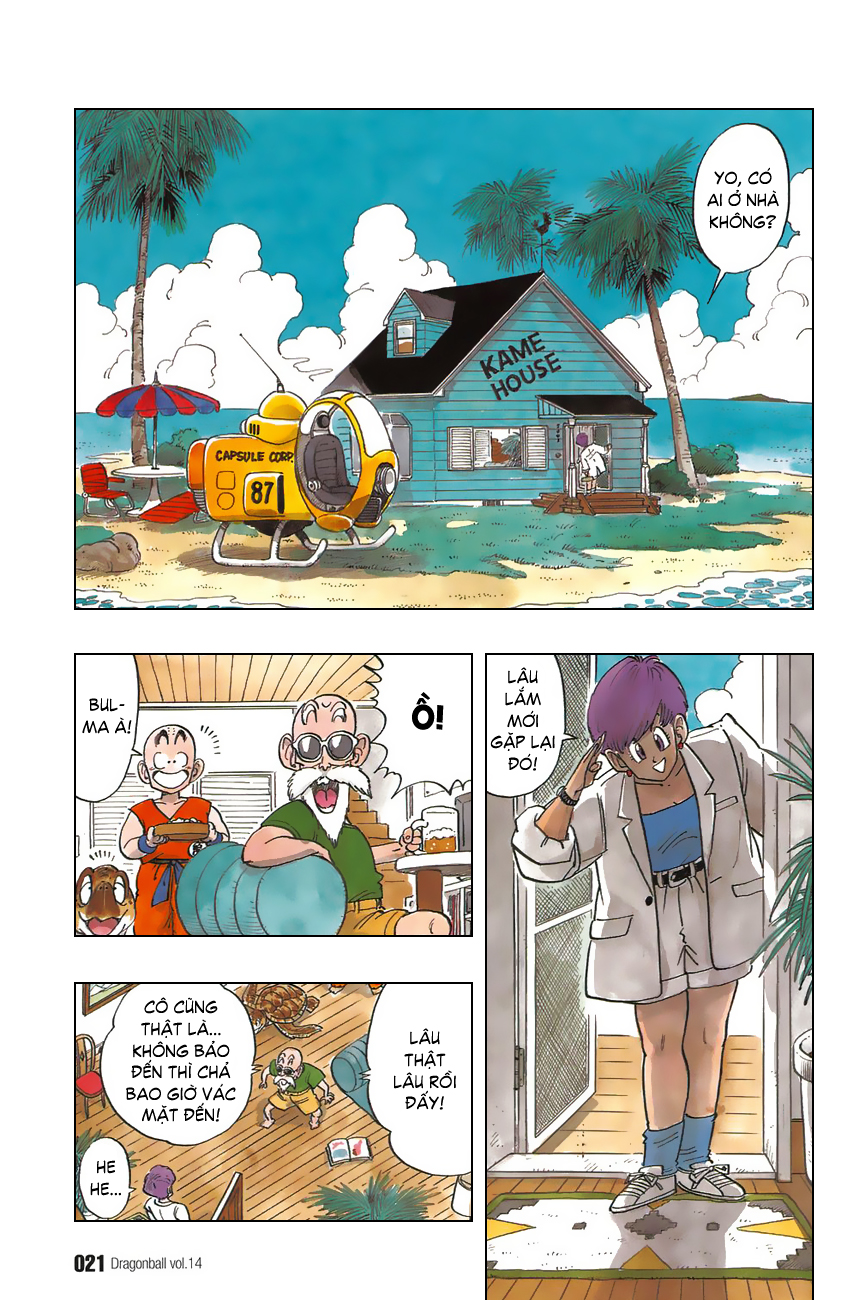 YO, CÓ
AI Ở NHÀ
KHÔNG?
KAME
HOUSE
CAPSULE CORP.
87
LÂU
LẮM
MỚI
GẶP LẠI
ĐÓ!
Ồ!
BUL-
MA À!
LÂU
THẬT
LÂU RỒI
ĐẤY!
CÔ CŨNG
THẬT LÀ...
KHÔNG BẢO
ĐẾN THÌ CHẢ
BAO GIỜ VÁC
MẶT ĐẾN!
HE
HE...
021 Dragonball vol.14